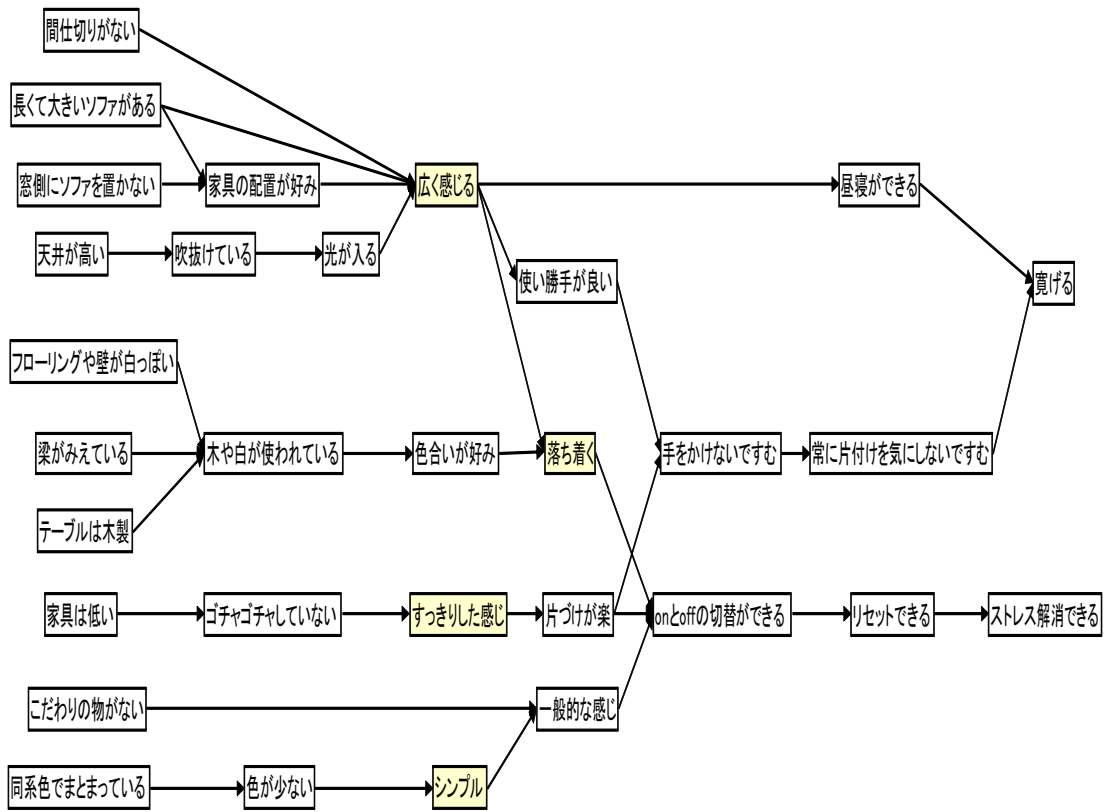 間仕切りがない
長くて大きいソファがある
窓側にソファを置かない
家具の配置が好み
広く感じる
昼寝ができる
天井が高い
吹抜けている
光が入る
使い勝手が良い
寛げる
フローリングや壁が白っぽい
梁がみえている
木や白が使われている
色合いが好み
落ち着く
手をかけないですむ
常に片付けを気にしないですむ
テーブルは木製
家具は低い
ゴチャゴチャしていない
すっきりした感じ
片づけが楽
onとoffの切替ができる
リセットできる
ストレス解消できる
こだわりの物がない
一般的な感じ
同系色でまとまっている
色が少ない
シンプル